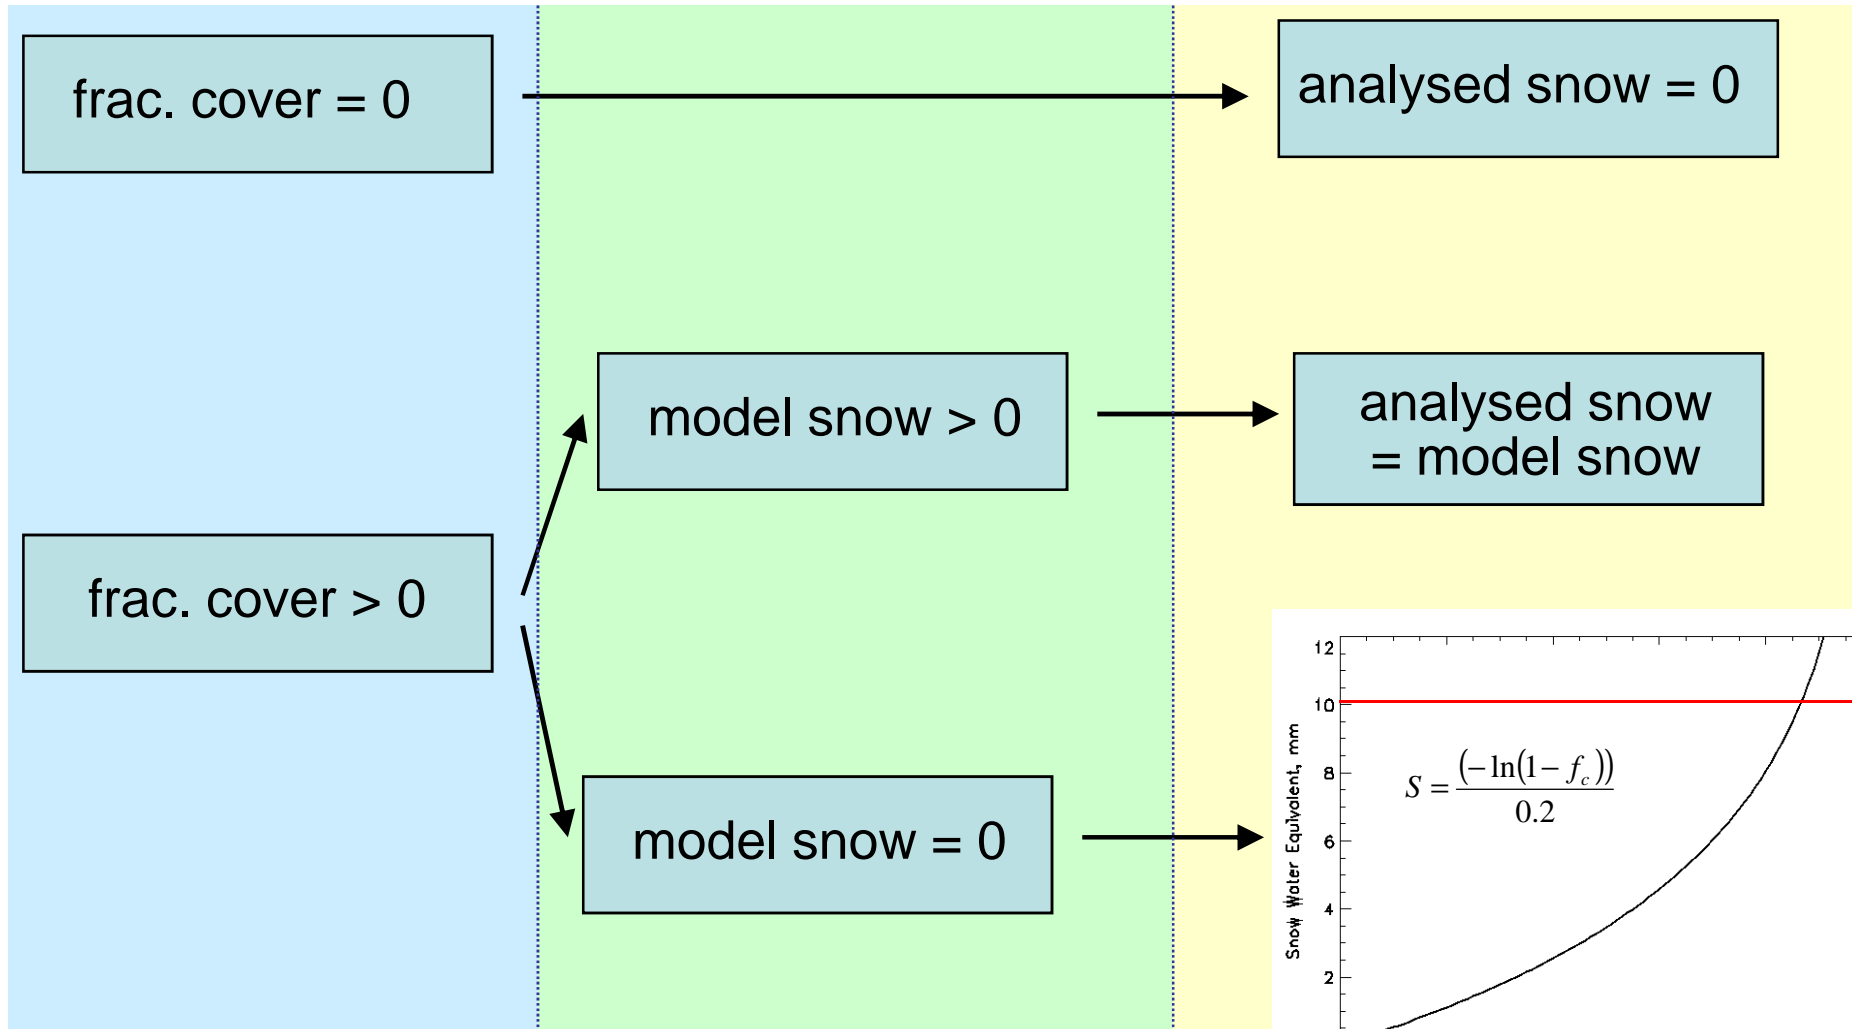 frac. cover = 0
analysed snow = 0
model snow > 0
analysed snow
= model snow
frac. cover > 0
model snow = 0
Snow Water Equivalent, mm
12
10
8
6
4
2
S = (−ln(1−f_c))/0.2